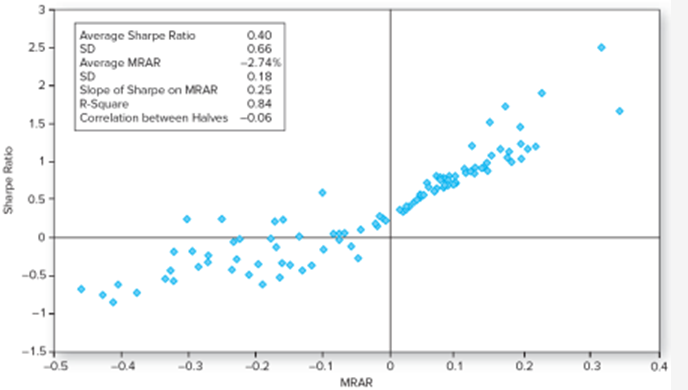 3
2.5
2
1.5
1
0.5
0
−0.5
−1
−1.5
Sharpe Ratio
Average Sharpe Ratio 0.40
SD 0.66
Average MRAR −2.74%
SD 0.18
Slope of Sharpe on MRAR 0.25
R-Square 0.84
Correlation between Halves −0.06
−0.5 −0.4 −0.3 −0.2 −0.1 0 0.1 0.2 0.3 0.4
MRAR